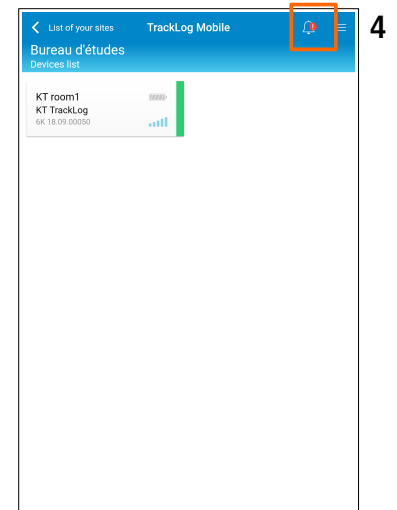 List of your sites TrackLog Mobile
4
Bureau d'études
Devices list
KT room1
KT TrackLog
6K 18.09.00050